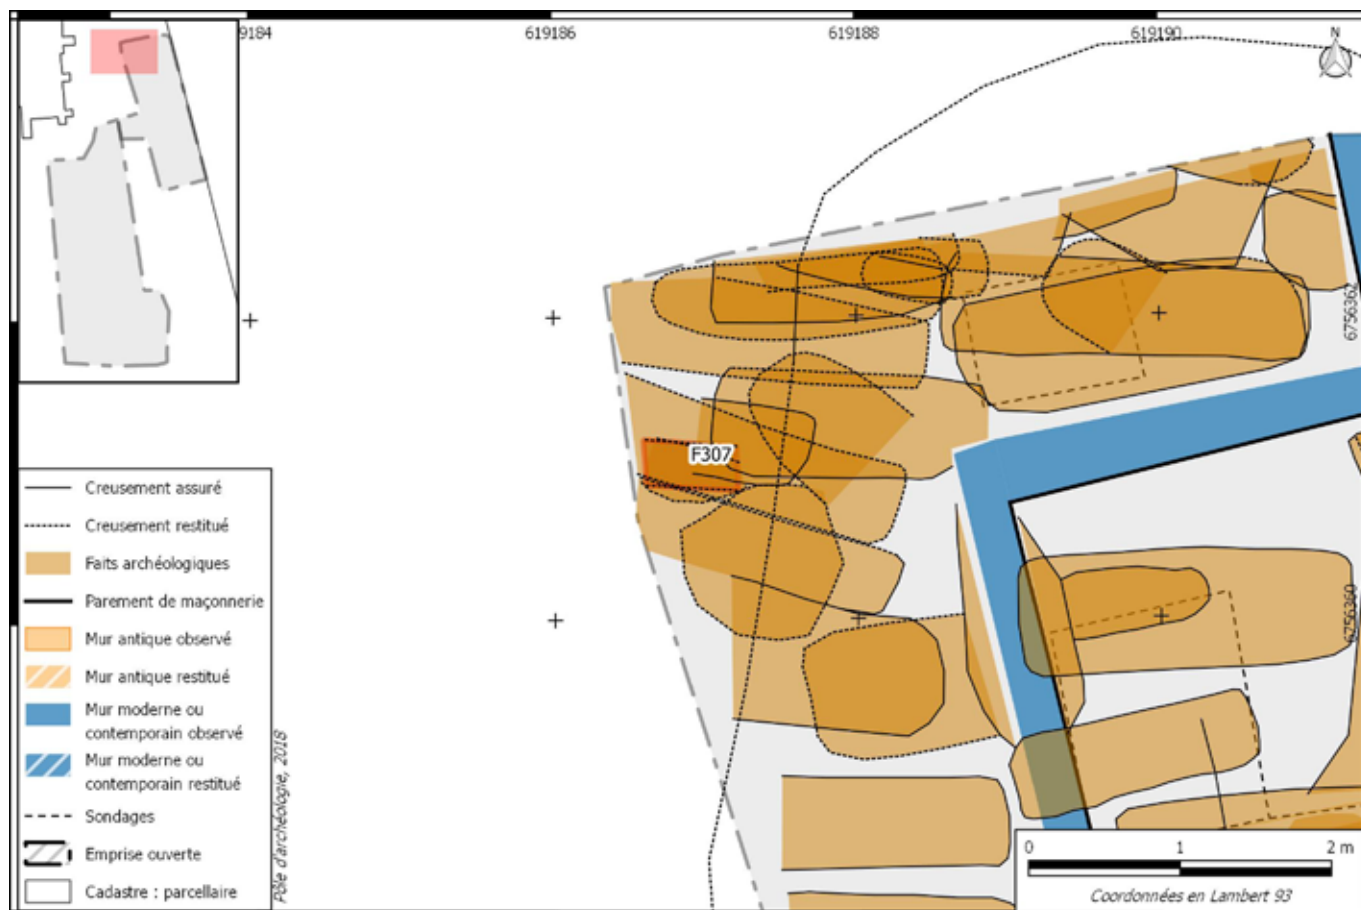 619184
619186
619188
619190
N
6756362
F307
6756360
Creusement assuré
Creusement restitué
Faits archéologiques
Parement de maçonnerie
Mur antique observé
Mur antique restitué
Mur moderne ou
contemporain observé
Mur moderne ou
contemporain restitué
Sondages
Emprise ouverte
Cadastre : parcellaire
Pôle d'archéologie, 2018
0 1 2 m
Coordonnées en Lambert 93